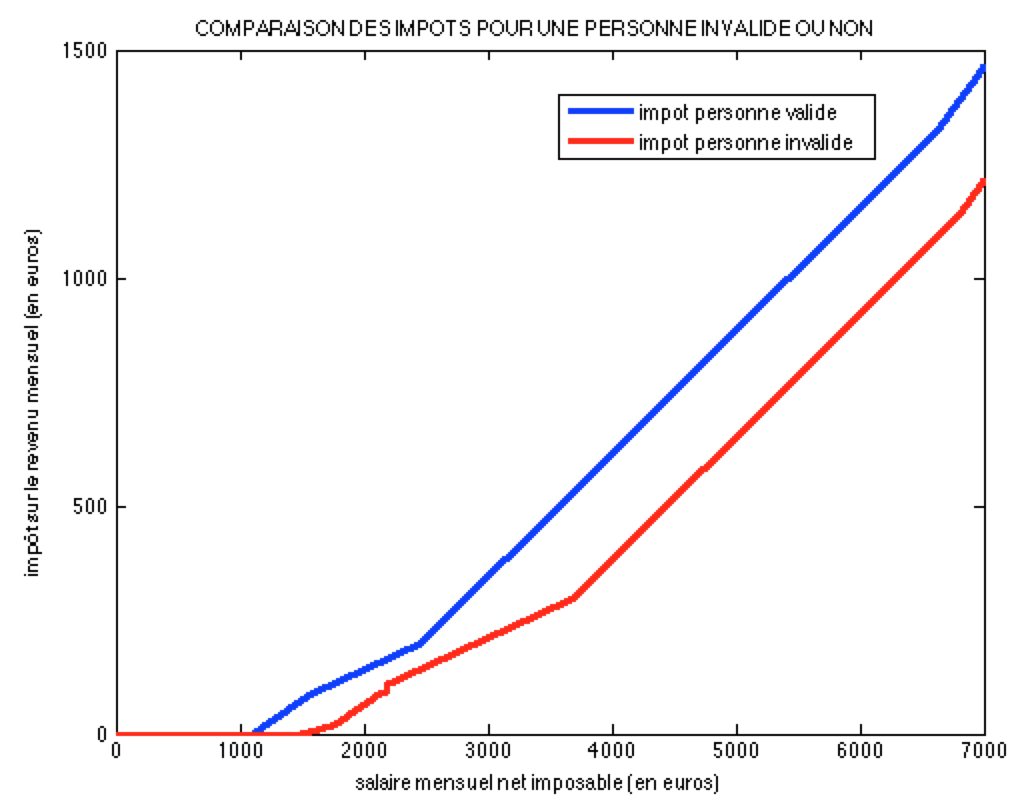 COMPARAISON DES IMPOTS POUR UNE PERSONNE INVALIDE OU NON
1500
impot personne valide
impot personne invalide
1000
500
0
impôt sur le revenu mensuel (en euros)
0 1000 2000 3000 4000 5000 6000 7000
salaire mensuel net imposable (en euros)